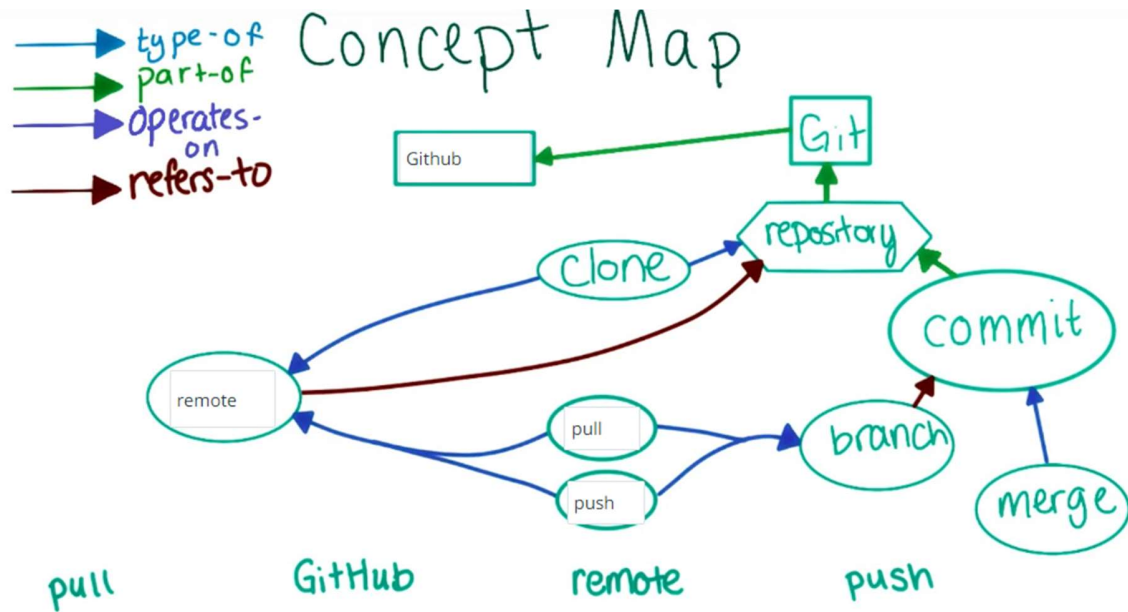 Concept Map
type-of
part-of
operates-
on
refers-to
Github
Git
repository
clone
commit
remote
pull
branch
push
merge
pull GitHub remote push